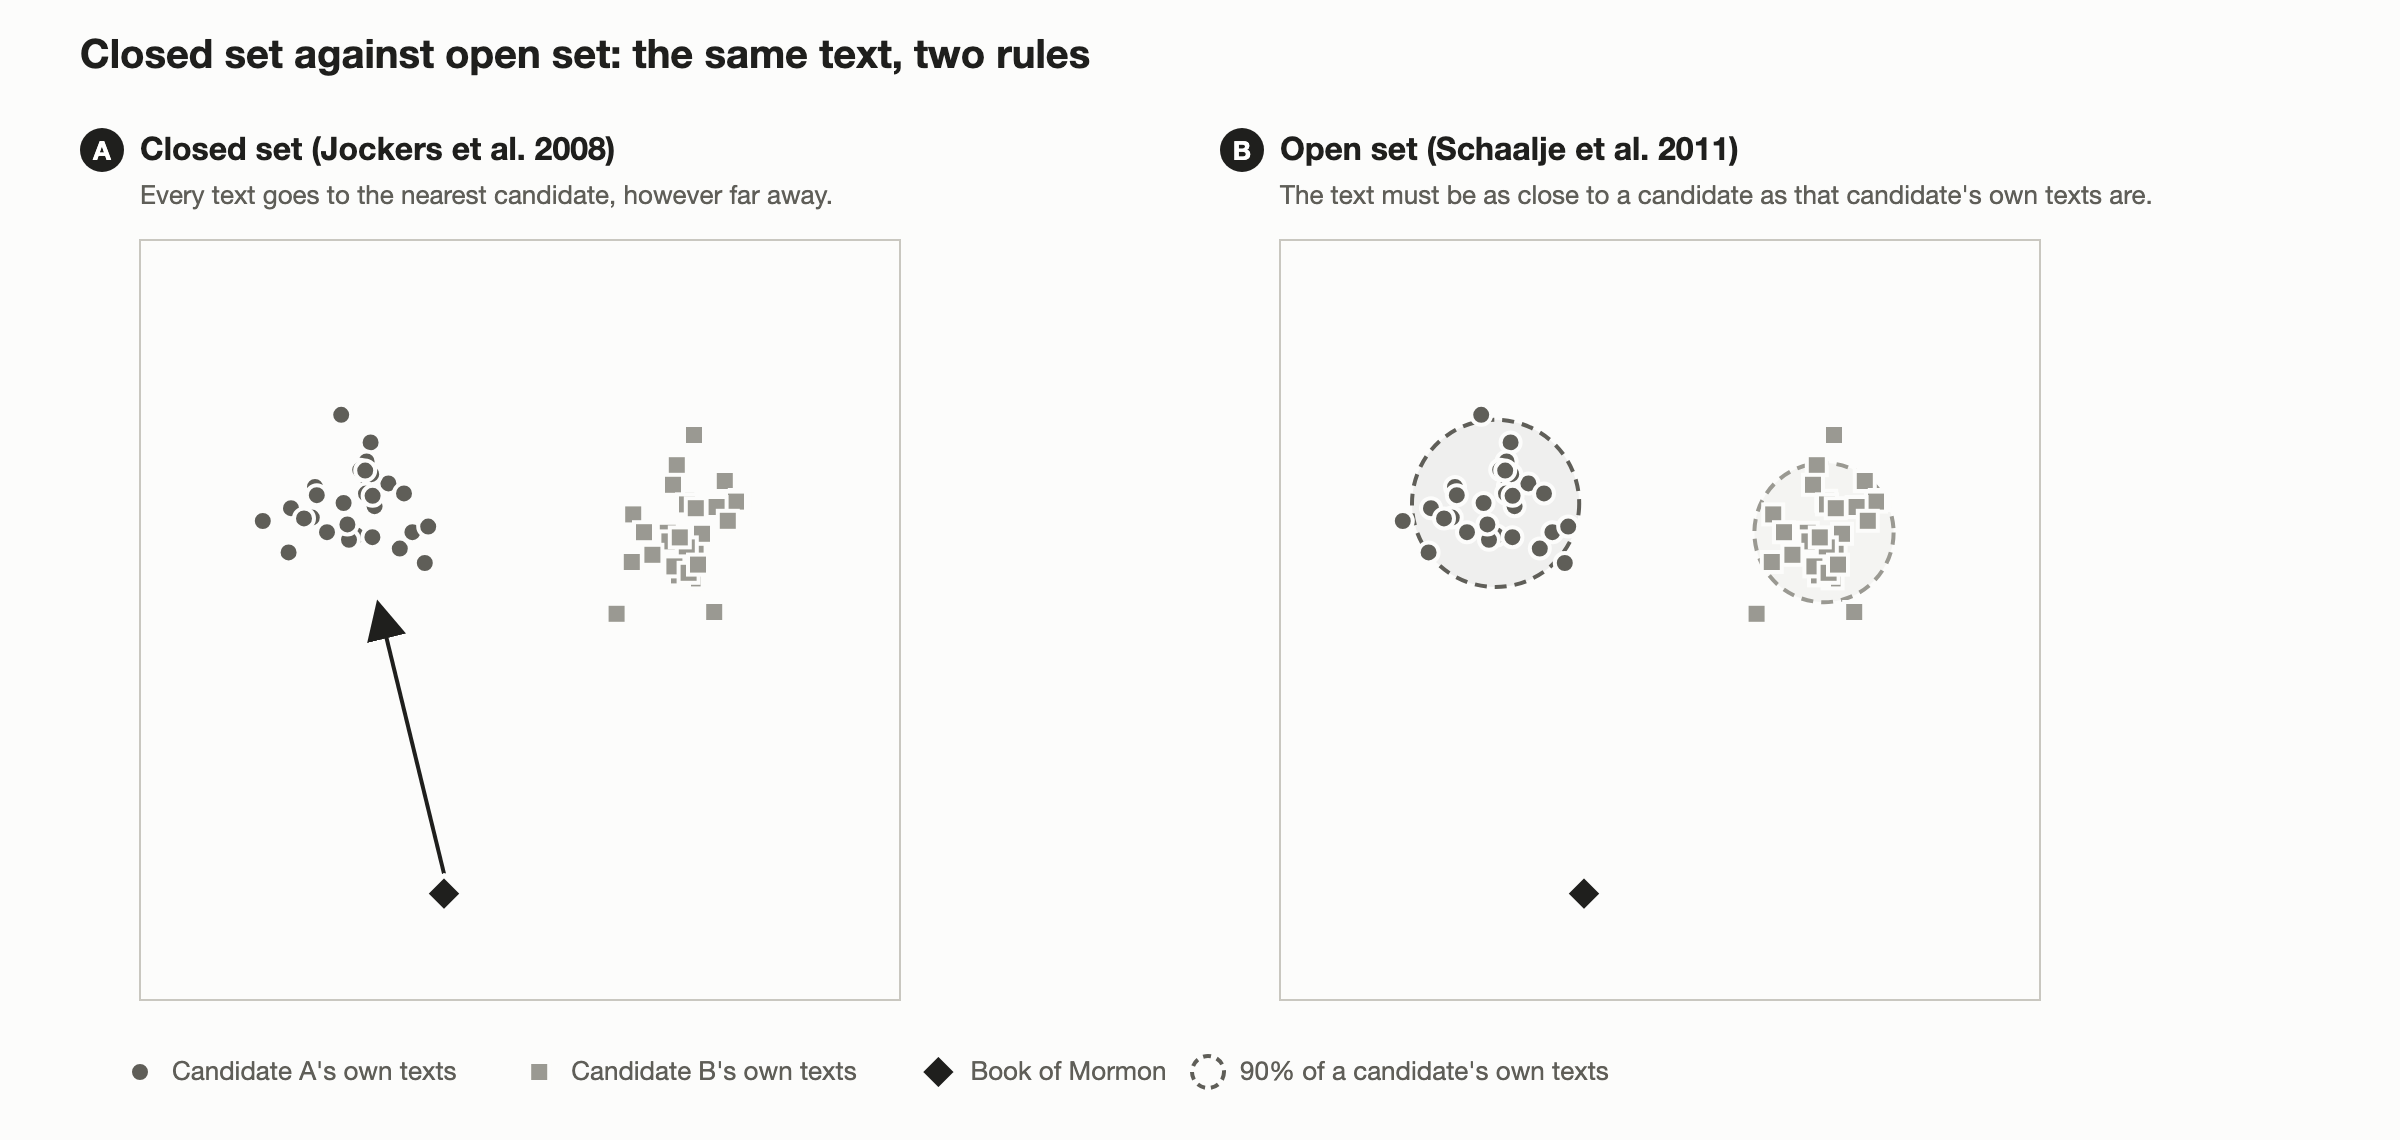 Closed set against open set: the same text, two rules
A Closed set (Jockers et al. 2008)
Every text goes to the nearest candidate, however far away.
B Open set (Schaalje et al. 2011)
The text must be as close to a candidate as that candidate's own texts are.
Candidate A's own texts
Candidate B's own texts
Book of Mormon
90% of a candidate's own texts